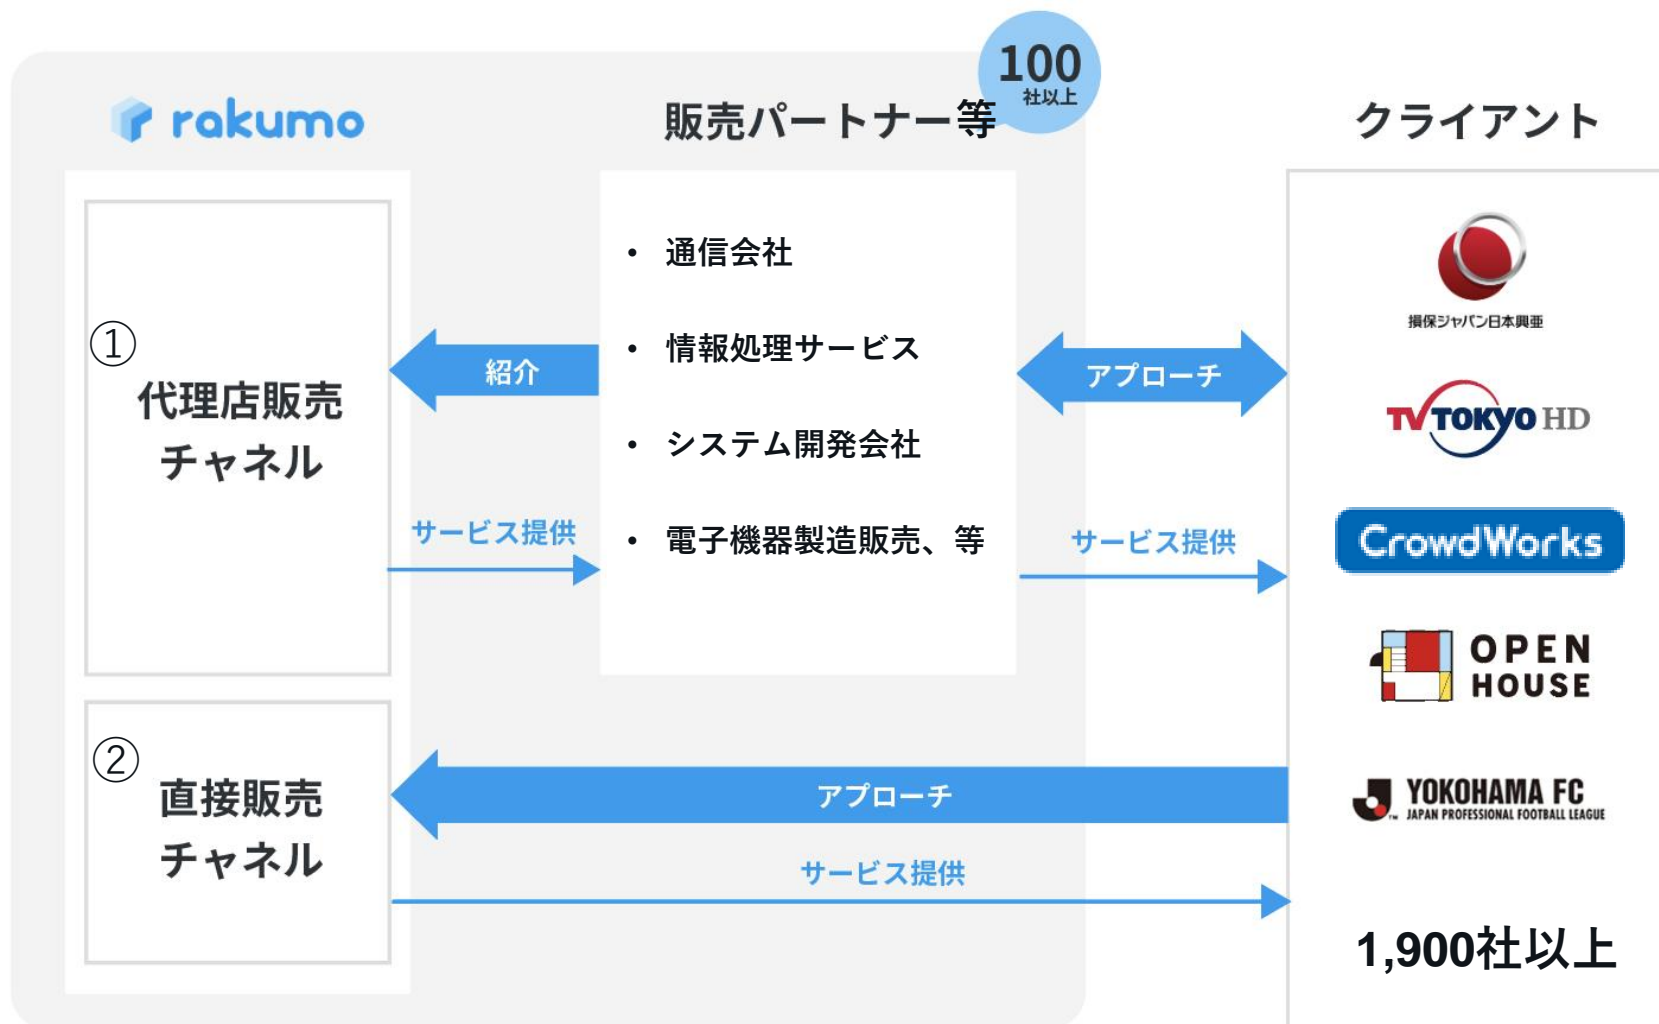 rakumo
販売パートナー等
100
社以上
クライアント
①
代理店販売
チャネル
紹介
サービス提供
• 通信会社
• 情報処理サービス
• システム開発会社
• 電子機器製造販売、等
アプローチ
サービス提供
損保ジャパン日本興亜
TV TOKYO HD
CrowdWorks
OPEN
HOUSE
②
直接販売
チャネル
アプローチ
サービス提供
YOKOHAMA FC
TM JAPAN PROFESSIONAL FOOTBALL LEAGUE
1,900社以上